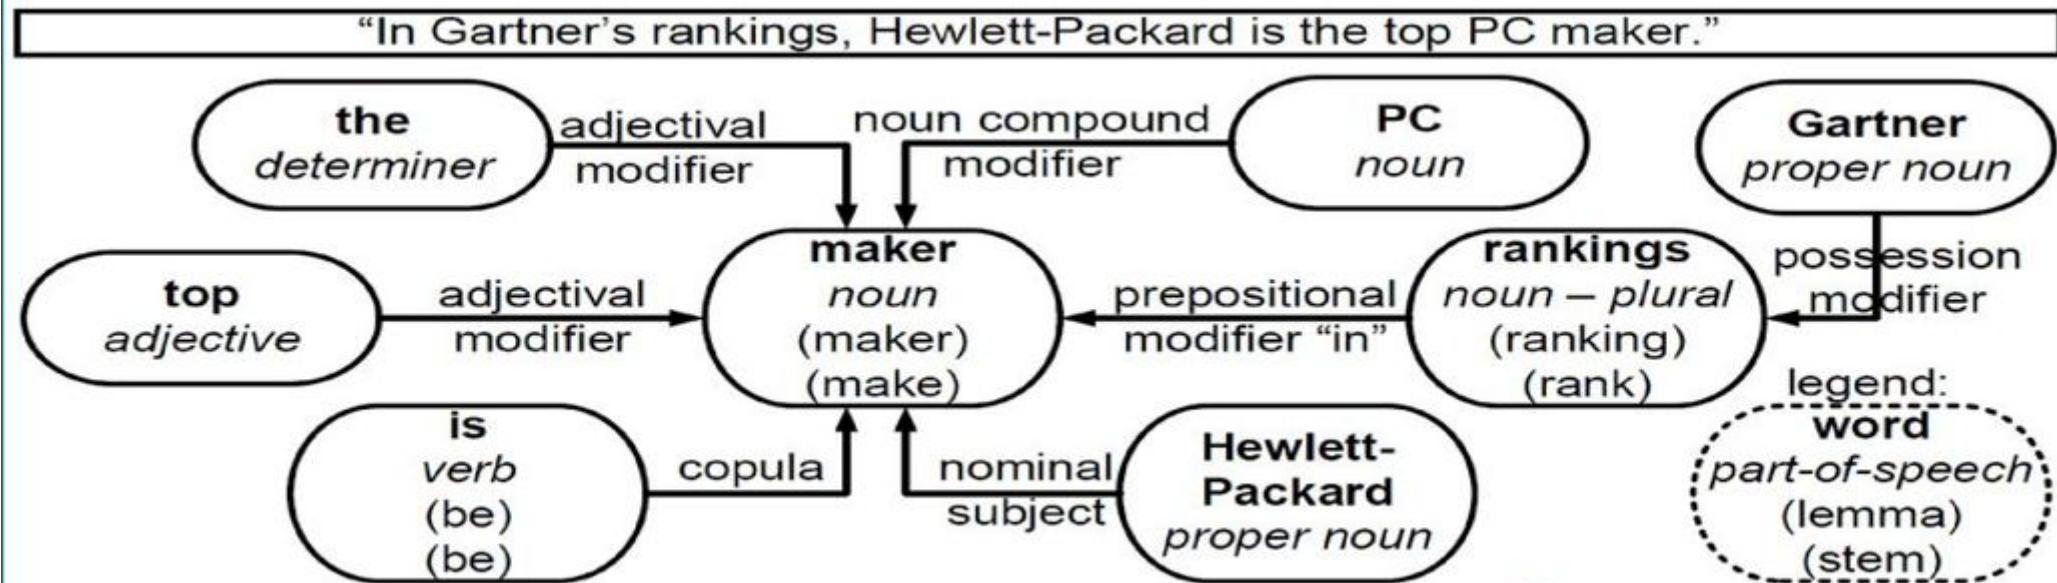 “In Gartner’s rankings, Hewlett-Packard is the top PC maker.”
the
determiner
adjectival
modifier
noun compound
modifier
PC
noun
Gartner
proper noun
top
adjective
adjectival
modifier
maker
noun
(maker)
(make)
prepositional
modifier “in”
rankings
noun – plural
(ranking)
(rank)
possession
modifier
is
verb
(be)
(be)
copula
nominal
subject
Hewlett-
Packard
proper noun
legend:
word
part-of-speech
(lemma)
(stem)